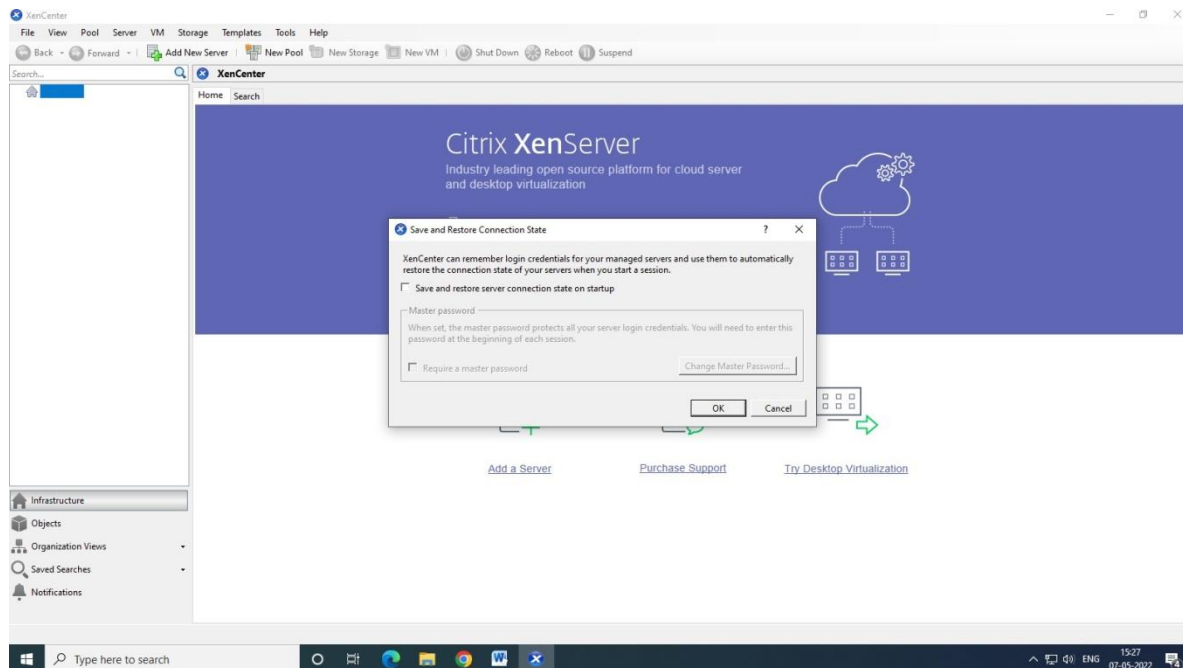 XenCenter
File View Pool Server VM Storage Templates Tools Help
Back Forward Add New Server New Pool New Storage New VM Shut Down Reboot Suspend
Search...
XenCenter
Home Search
Citrix XenServer
Industry leading open source platform for cloud server
and desktop virtualization
Save and Restore Connection State ? X
XenCenter can remember login credentials for your managed servers and use them to automatically
restore the connection state of your servers when you start a session.
Save and restore server connection state on startup
Master password
When set, the master password protects all your server login credentials. You will need to enter this
password at the beginning of each session.
Require a master password Change Master Password...
OK Cancel
Add a Server Purchase Support Try Desktop Virtualization
Infrastructure
Objects
Organization Views
Saved Searches
Notifications
Type here to search
ENG
15:27
07-05-2022